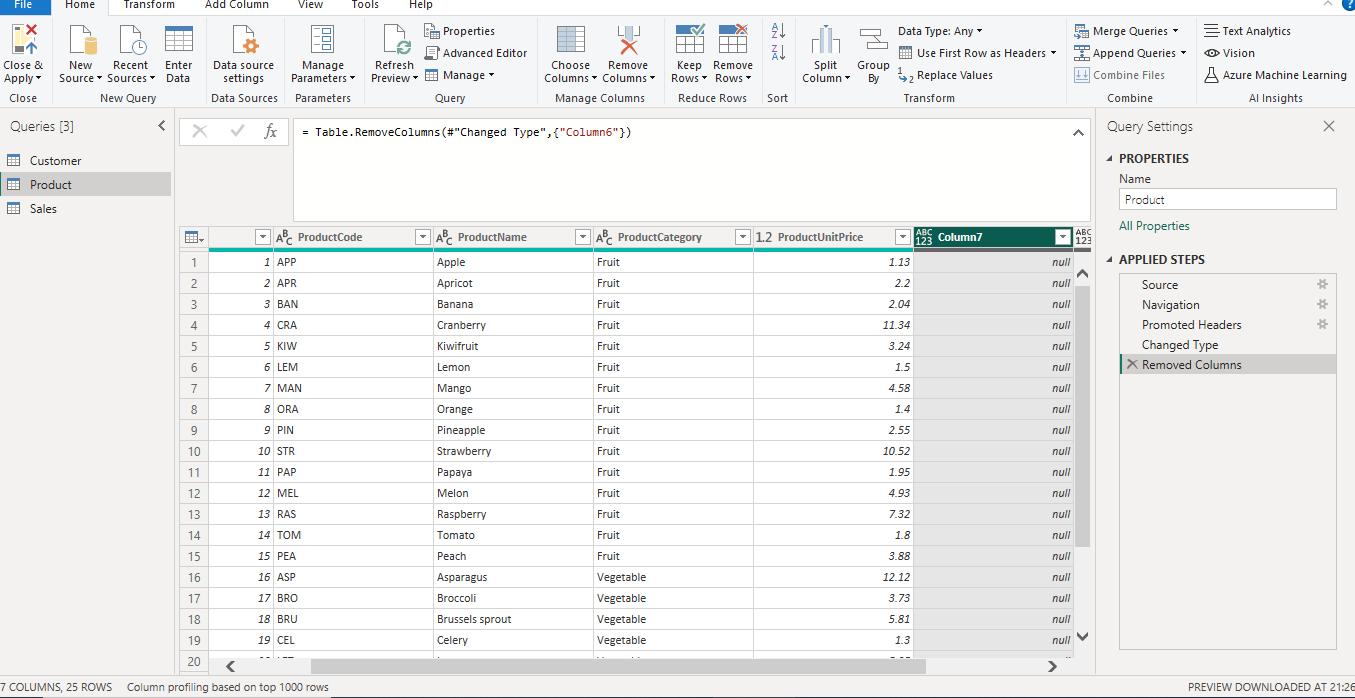 File Home Transform Add Column View Tools Help
Close & Apply
New Source
Recent Sources
Enter Data
Data source settings
Manage Parameters
Refresh Preview
Properties
Advanced Editor
Manage
Choose Columns
Remove Columns
Keep Rows
Remove Rows
Split Column
Group By
Data Type: Any
Use First Row as Headers
Replace Values
Merge Queries
Append Queries
Combine Files
Text Analytics
Vision
Azure Machine Learning
Close New Query Data Sources Parameters Query Manage Columns Reduce Rows Sort Transform Combine AI Insights
Queries [3]
Customer
Product
Sales
fx = Table.RemoveColumns(#"Changed Type",{"Column6"})
ABC ProductCode ABC ProductName ABC ProductCategory 1.2 ProductUnitPrice ABC 123 Column7 ABC 123
1 1 APP Apple Fruit 1.13 null
2 2 APR Apricot Fruit 2.2 null
3 3 BAN Banana Fruit 2.04 null
4 4 CRA Cranberry Fruit 11.34 null
5 5 KIW Kiwifruit Fruit 3.24 null
6 6 LEM Lemon Fruit 1.5 null
7 7 MAN Mango Fruit 4.58 null
8 8 ORA Orange Fruit 1.4 null
9 9 PIN Pineapple Fruit 2.55 null
10 10 STR Strawberry Fruit 10.52 null
11 11 PAP Papaya Fruit 1.95 null
12 12 MEL Melon Fruit 4.93 null
13 13 RAS Raspberry Fruit 7.32 null
14 14 TOM Tomato Fruit 1.8 null
15 15 PEA Peach Fruit 3.88 null
16 16 ASP Asparagus Vegetable 12.12 null
17 17 BRO Broccoli Vegetable 3.73 null
18 18 BRU Brussels sprout Vegetable 5.81 null
19 19 CEL Celery Vegetable 1.3 null
20
Query Settings
PROPERTIES
Name
Product
All Properties
APPLIED STEPS
Source
Navigation
Promoted Headers
Changed Type
Removed Columns
7 COLUMNS, 25 ROWS Column profiling based on top 1000 rows PREVIEW DOWNLOADED AT 21:26